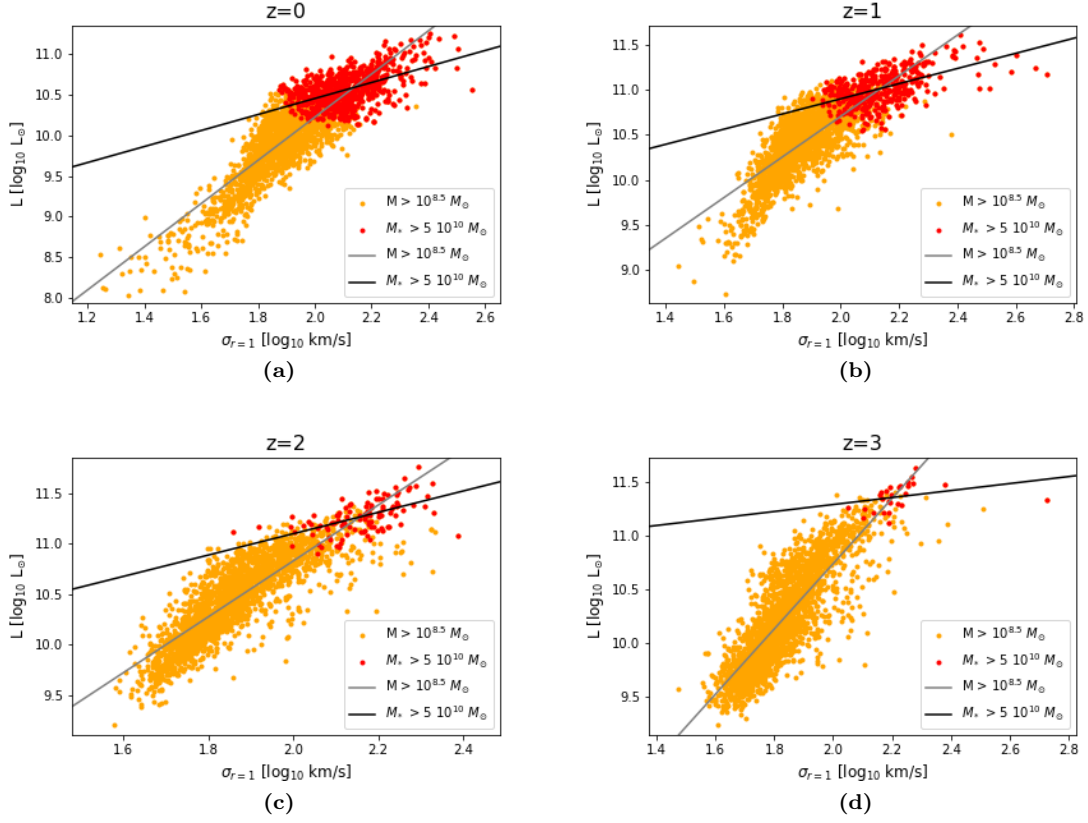 z=0
11.0
10.5
10.0
9.5
9.0
8.5
8.0
L [log₁₀ L⊙]
M > 10^8.5 M⊙
M* > 5 10^10 M⊙
M > 10^8.5 M⊙
M* > 5 10^10 M⊙
1.2 1.4 1.6 1.8 2.0 2.2 2.4 2.6
σ_r=1 [log₁₀ km/s]
(a)
z=1
11.5
11.0
10.5
10.0
9.5
9.0
L [log₁₀ L⊙]
M > 10^8.5 M⊙
M* > 5 10^10 M⊙
M > 10^8.5 M⊙
M* > 5 10^10 M⊙
1.4 1.6 1.8 2.0 2.2 2.4 2.6 2.8
σ_r=1 [log₁₀ km/s]
(b)
z=2
11.5
11.0
10.5
10.0
9.5
L [log₁₀ L⊙]
M > 10^8.5 M⊙
M* > 5 10^10 M⊙
M > 10^8.5 M⊙
M* > 5 10^10 M⊙
1.6 1.8 2.0 2.2 2.4
σ_r=1 [log₁₀ km/s]
(c)
z=3
11.5
11.0
10.5
10.0
9.5
L [log₁₀ L⊙]
M > 10^8.5 M⊙
M* > 5 10^10 M⊙
M > 10^8.5 M⊙
M* > 5 10^10 M⊙
1.4 1.6 1.8 2.0 2.2 2.4 2.6 2.8
σ_r=1 [log₁₀ km/s]
(d)